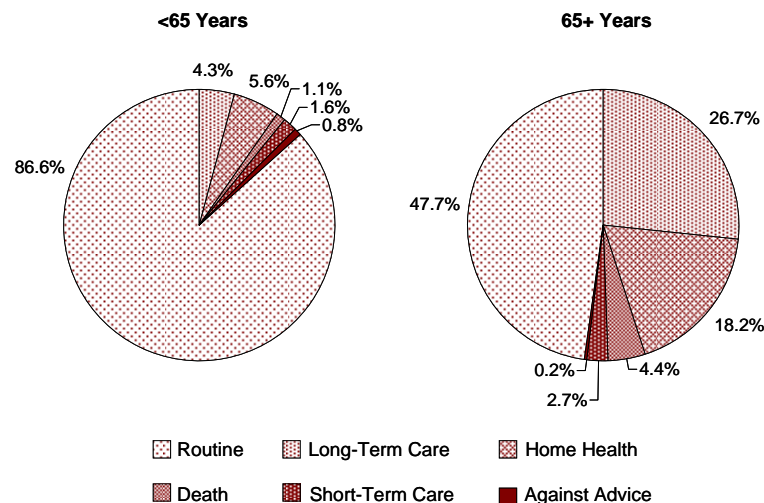 <65 Years
65+ Years
4.3%
5.6%
1.1%
1.6%
0.8%
86.6%
26.7%
47.7%
18.2%
0.2%
4.4%
2.7%
Routine
Long-Term Care
Home Health
Death
Short-Term Care
Against Advice